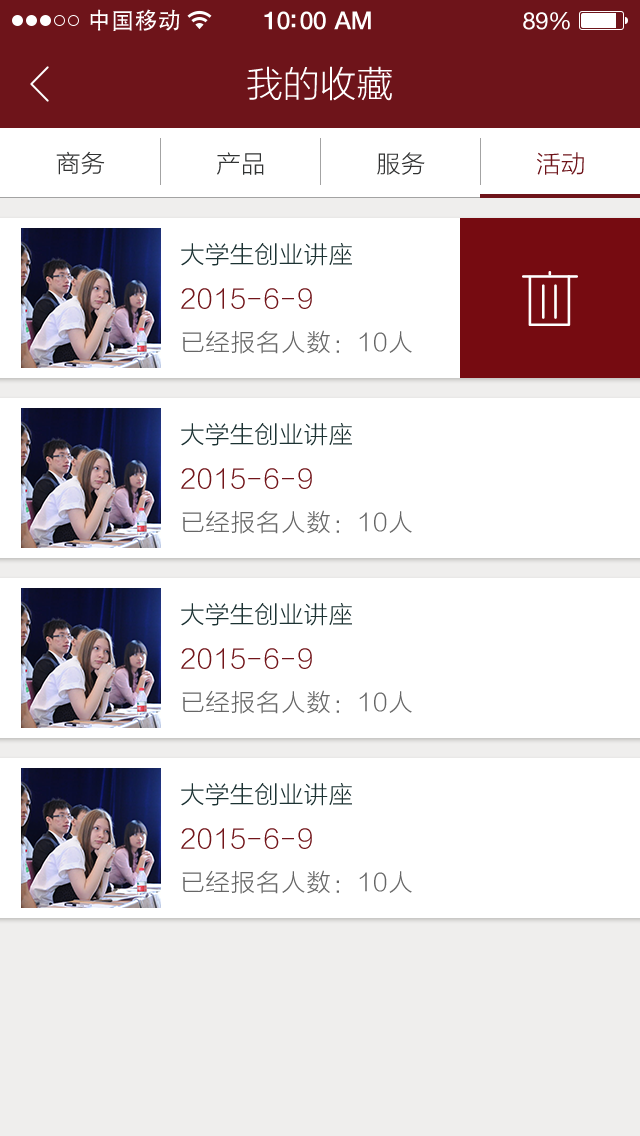 中国移动 10:00 AM 89%
我的收藏
商务 产品 服务 活动
大学生创业讲座
2015-6-9
已经报名人数：10人
大学生创业讲座
2015-6-9
已经报名人数：10人
大学生创业讲座
2015-6-9
已经报名人数：10人
大学生创业讲座
2015-6-9
已经报名人数：10人